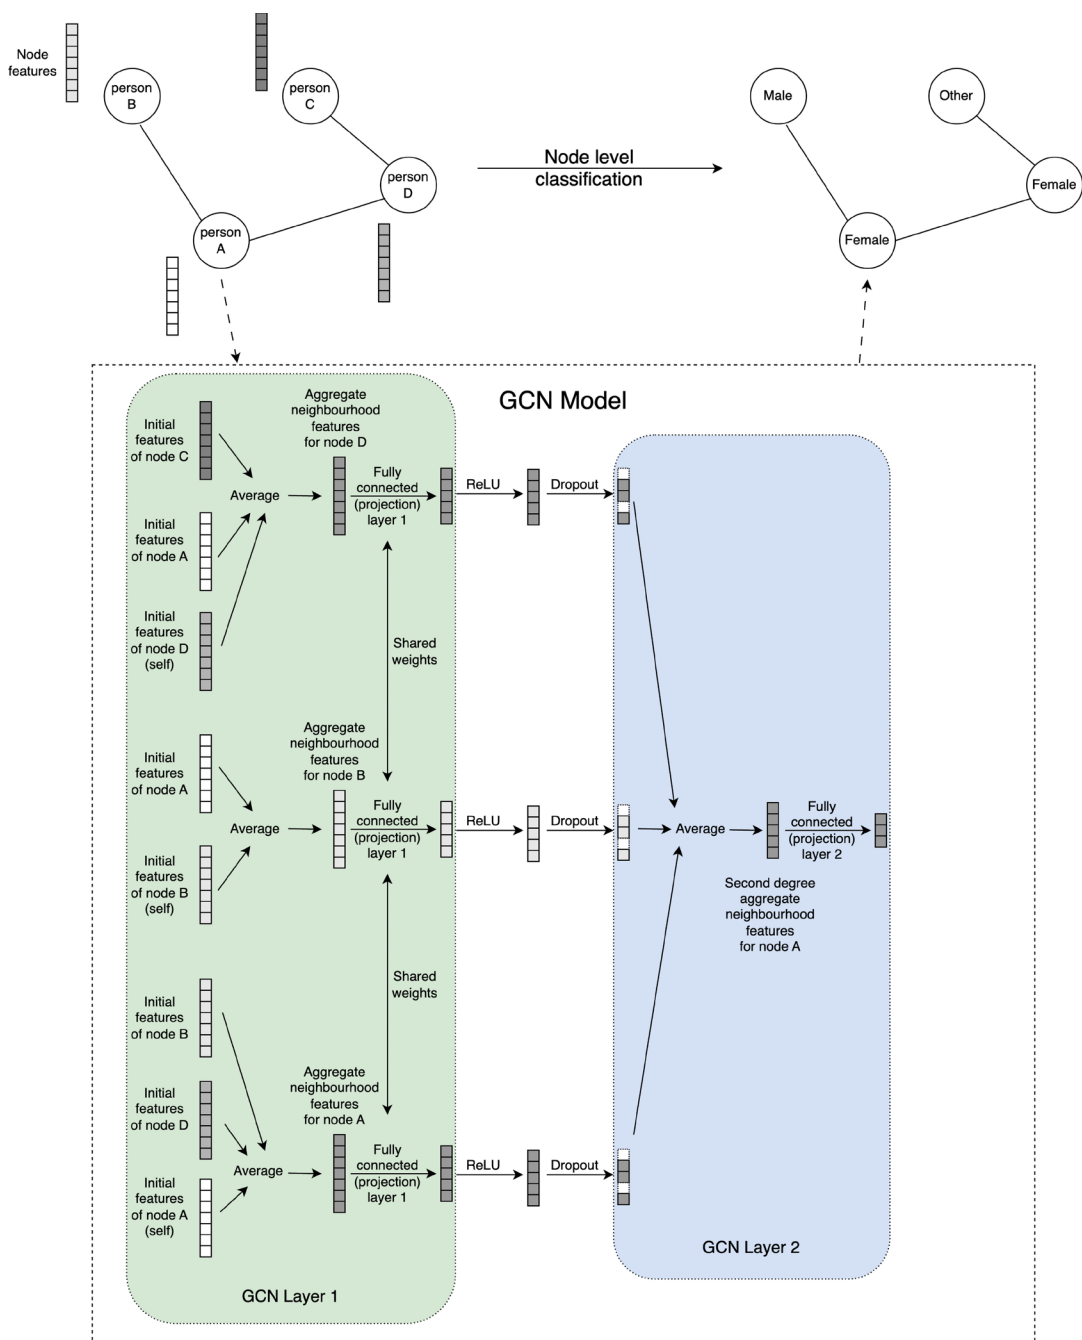 Node
features
person
B
person
C
person
D
person
A
Node level
classification
Male
Other
Female
Female
GCN Model
Initial
features
of node C
Initial
features
of node A
Initial
features
of node D
(self)
Average
Aggregate
neighbourhood
features
for node D
Fully
connected
(projection)
layer 1
ReLU
Dropout
Shared
weights
Initial
features
of node A
Initial
features
of node B
(self)
Average
Aggregate
neighbourhood
features
for node B
Fully
connected
(projection)
layer 1
ReLU
Dropout
Average
Fully
connected
(projection)
layer 2
Second degree
aggregate
neighbourhood
features
for node A
Shared
weights
Initial
features
of node B
Initial
features
of node D
Initial
features
of node A
(self)
Average
Aggregate
neighbourhood
features
for node A
Fully
connected
(projection)
layer 1
ReLU
Dropout
GCN Layer 2
GCN Layer 1